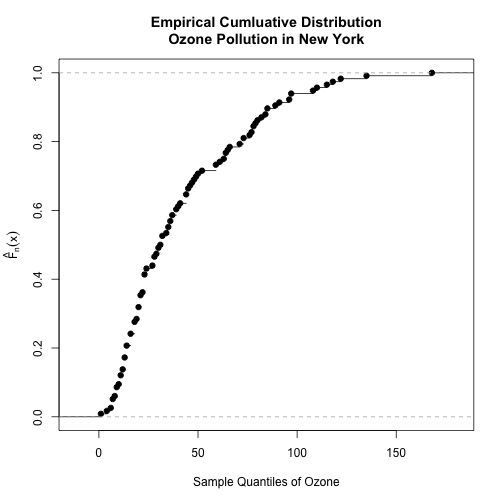 Empirical Cumluative Distribution
Ozone Pollution in New York
1.0
0.8
0.6
0.4
0.2
0.0
F̂n(x)
0 50 100 150
Sample Quantiles of Ozone